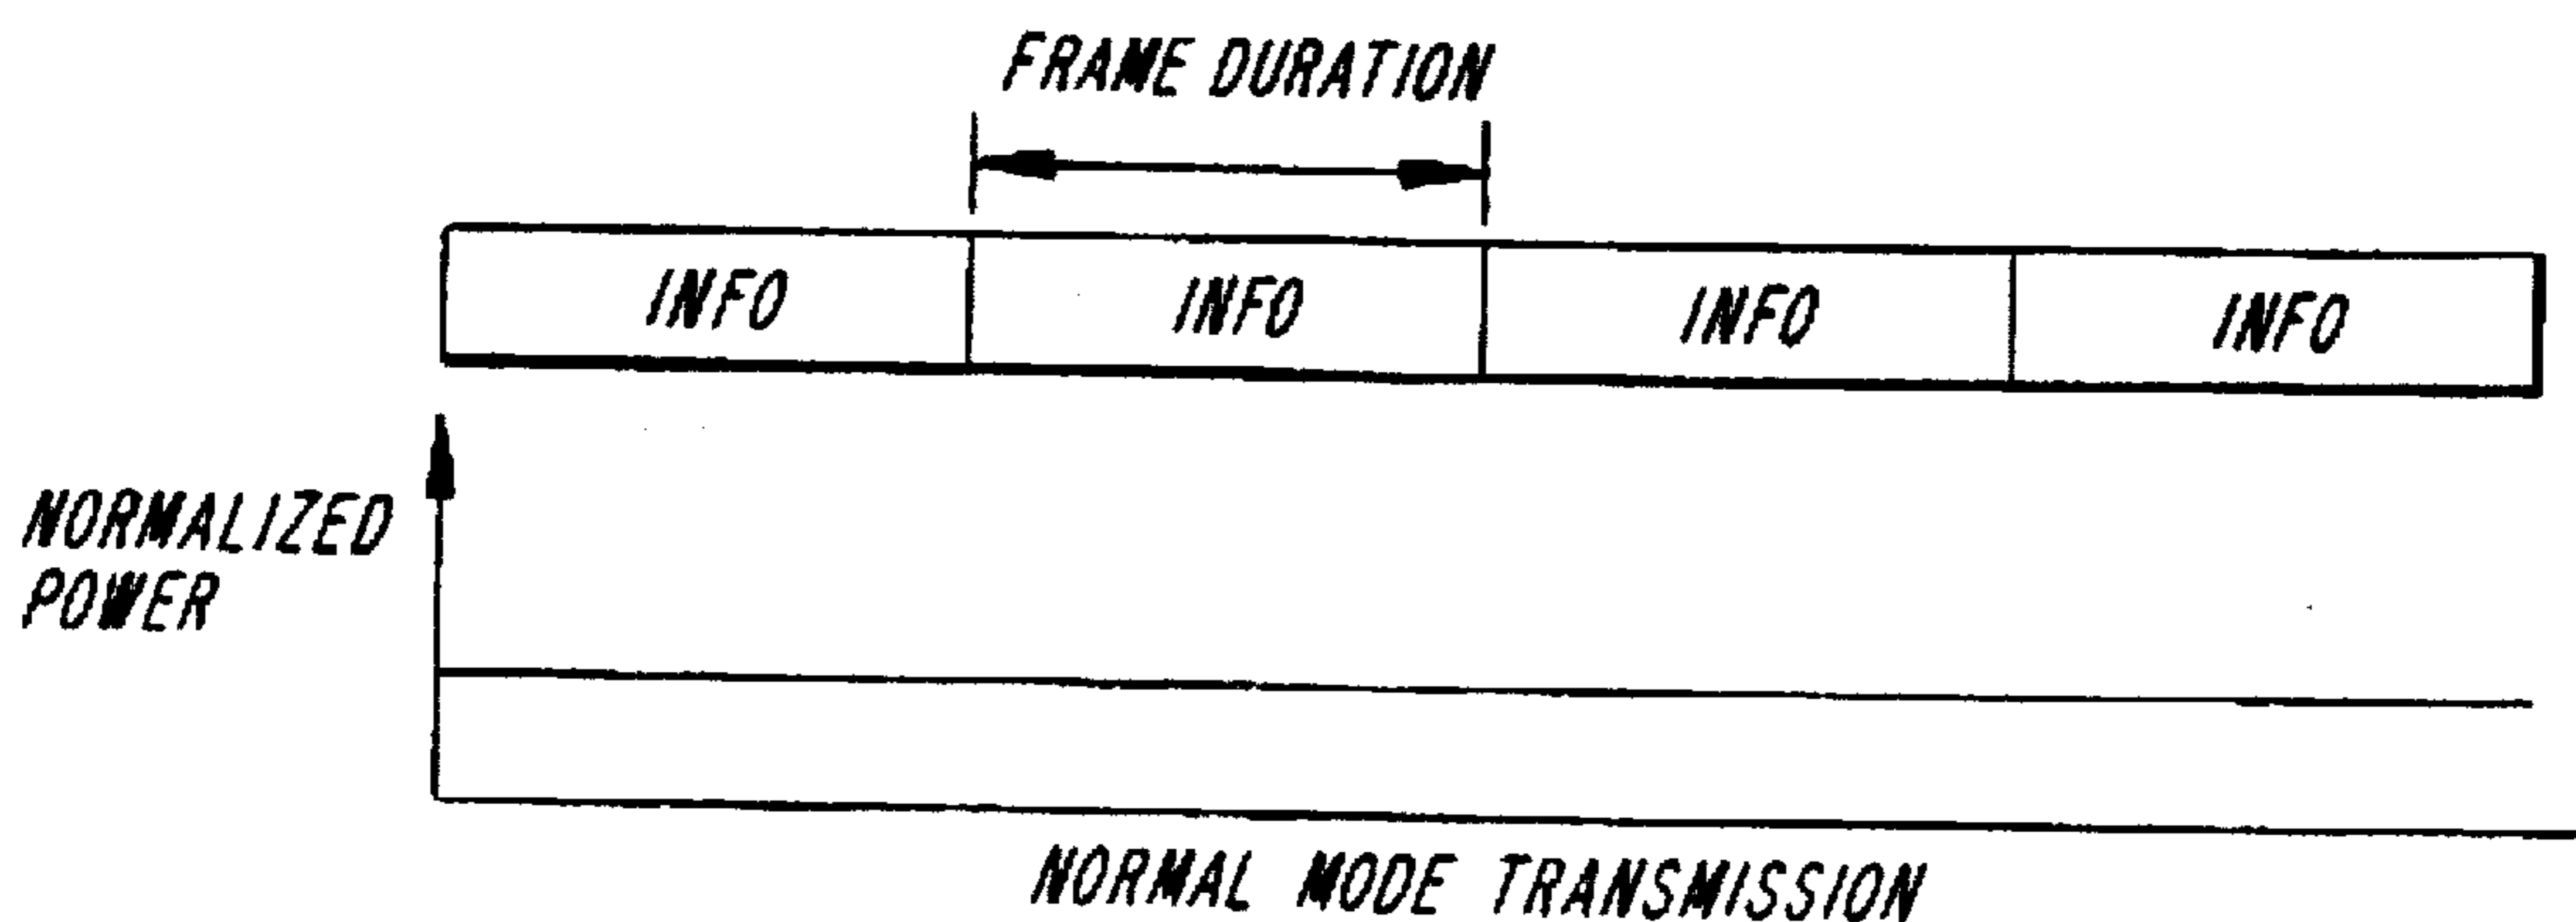 FRAME DURATION
INFO INFO INFO INFO
NORMALIZED
POWER
NORMAL MODE TRANSMISSION